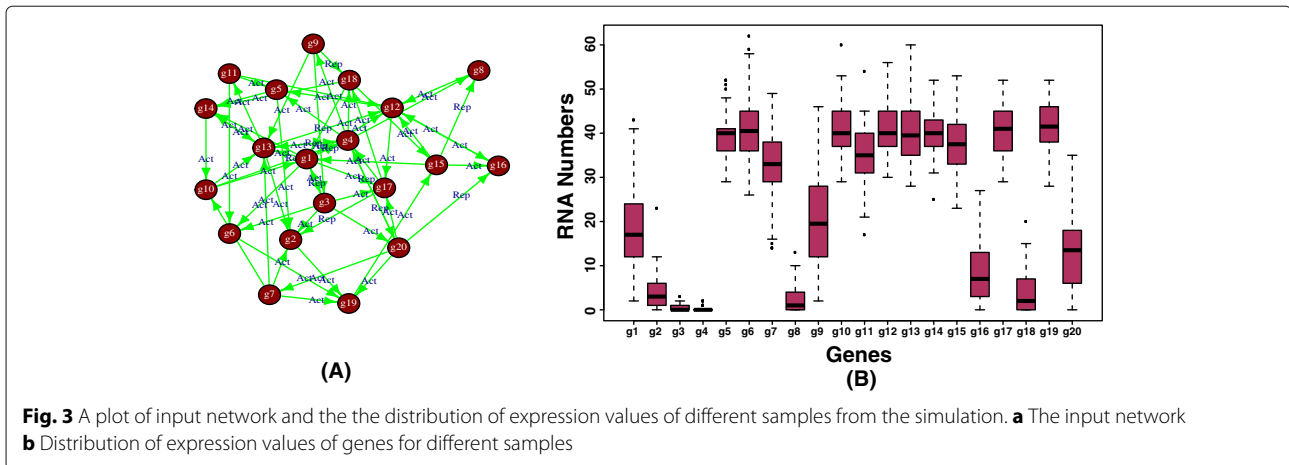 g9
g11
g18
g8
g5
g14
g12
g13
g4
g1
g15
g16
g10
g17
g3
g6
g2
g20
g7
g19
Act
Rep
(A)
RNA Numbers
60
50
40
30
20
10
0
g1 g2 g3 g4 g5 g6 g7 g8 g9 g10 g11 g12 g13 g14 g15 g16 g17 g18 g19 g20
Genes
(B)
Fig. 3 A plot of input network and the the distribution of expression values of different samples from the simulation. a The input network
b Distribution of expression values of genes for different samples